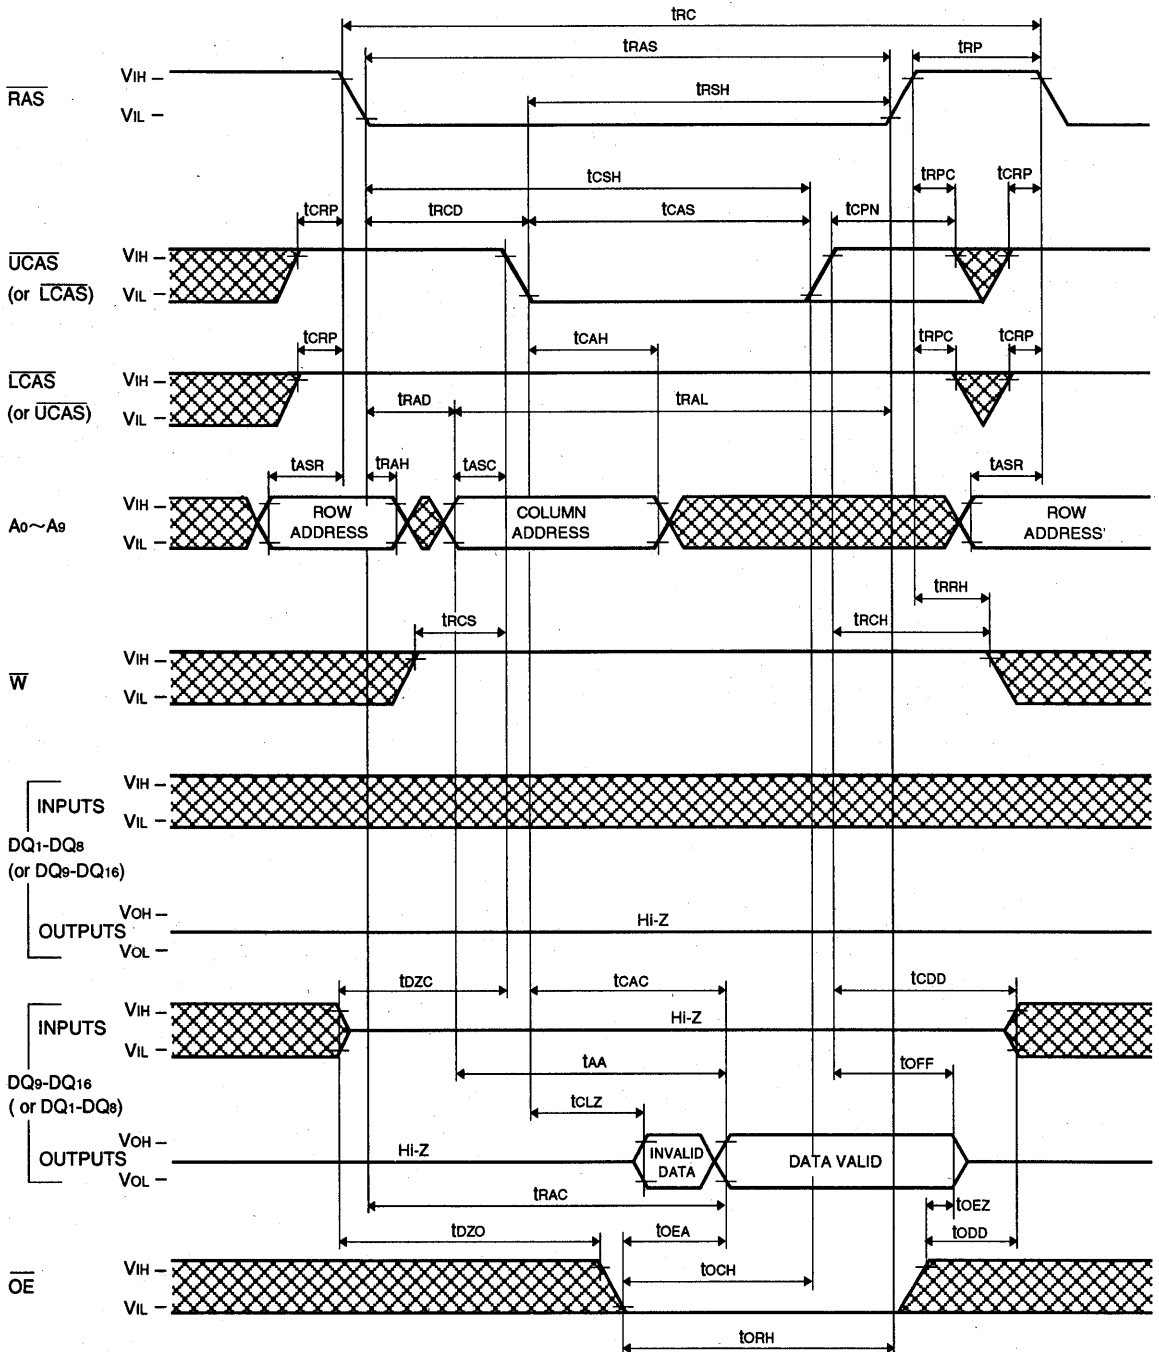 tRC
tRAS tRP
VIH
RAS tRSH
VIL
tCSH tRPC tCRP
tCRP tRCD tCAS tCPN
UCAS VIH
(or LCAS) VIL
tCRP tCAH tRPC tCRP
LCAS VIH
(or UCAS) VIL tRAD tRAL
tASR tRAH tASC tASR
A0~A9 VIH ROW ADDRESS COLUMN ADDRESS ROW ADDRESS'
VIL
tRRH
tRCS tRCH
VIH
W
VIL
VIH
INPUTS
VIL
DQ1-DQ8
(or DQ9-DQ16)
VOH Hi-Z
OUTPUTS
VOL
tDZC tCAC tCDD
VIH
INPUTS Hi-Z
VIL
tAA tOFF
DQ9-DQ16
( or DQ1-DQ8)
tCLZ
VOH Hi-Z INVALID DATA DATA VALID
OUTPUTS
VOL
tRAC tOEZ
tDZO tOEA tODD
VIH tOCH
OE
VIL
tORH